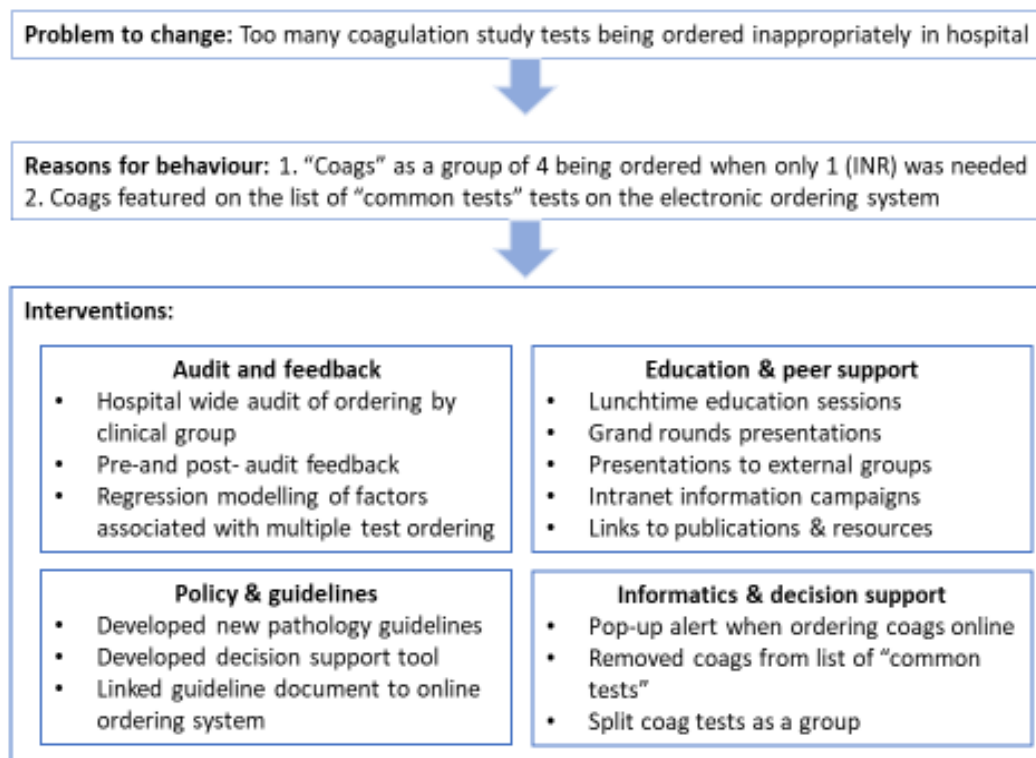 Problem to change: Too many coagulation study tests being ordered inappropriately in hospital
Reasons for behaviour: 1. “Coags” as a group of 4 being ordered when only 1 (INR) was needed
2. Coags featured on the list of “common tests” tests on the electronic ordering system
Interventions:
Audit and feedback
• Hospital wide audit of ordering by
clinical group
• Pre-and post- audit feedback
• Regression modelling of factors
associated with multiple test ordering
Education & peer support
• Lunchtime education sessions
• Grand rounds presentations
• Presentations to external groups
• Intranet information campaigns
• Links to publications & resources
Policy & guidelines
• Developed new pathology guidelines
• Developed decision support tool
• Linked guideline document to online
ordering system
Informatics & decision support
• Pop-up alert when ordering coags online
• Removed coags from list of “common
tests”
• Split coag tests as a group